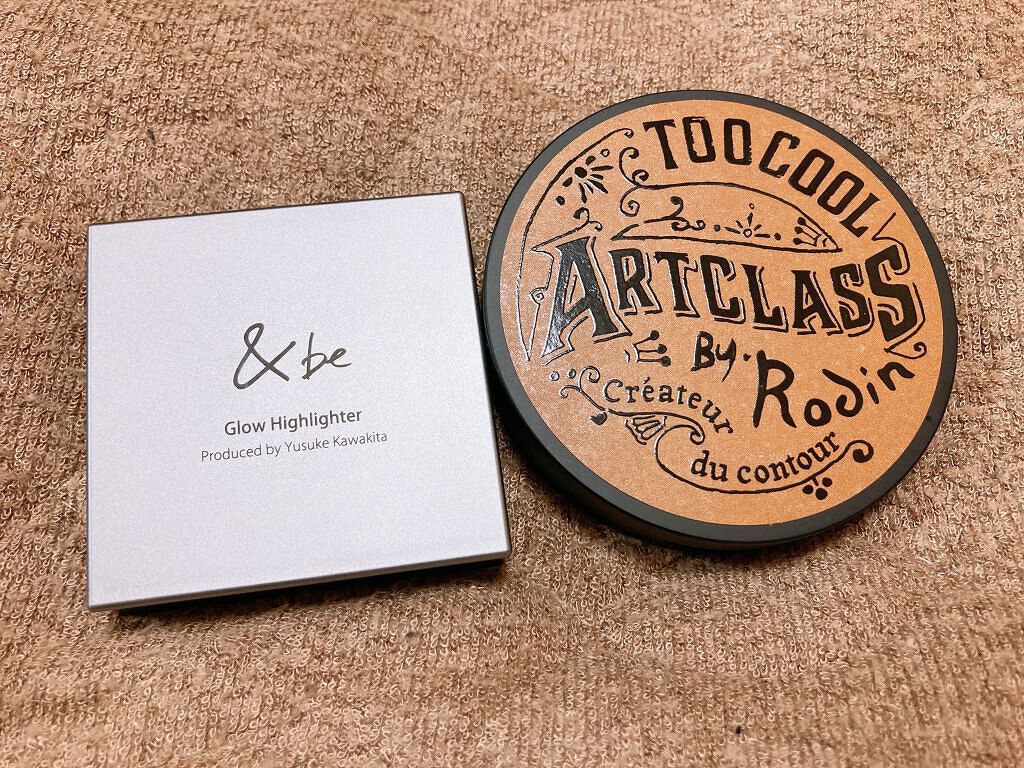 & be
Glow Highlighter
Produced by Yusuke Kawakita
TOO COOL
ARTCLASS
By. Rodin
Créateur
du contour